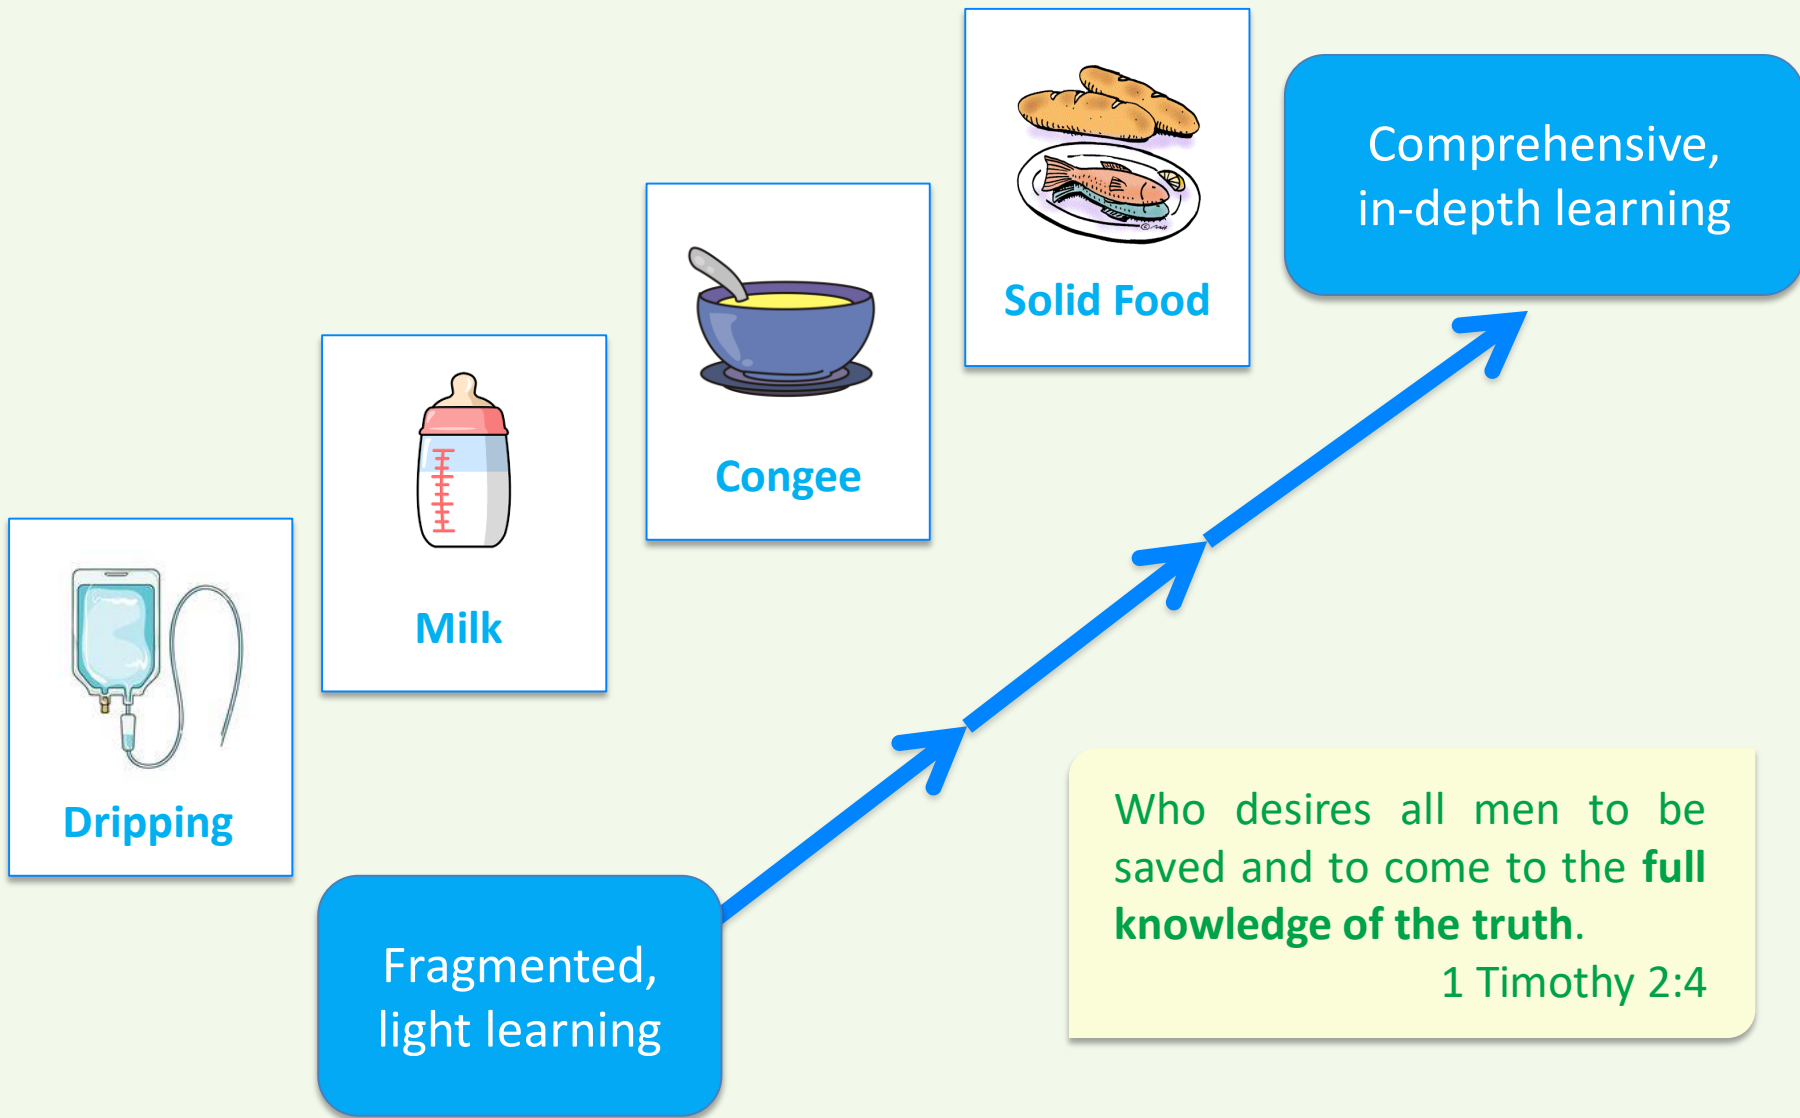 Solid Food
Comprehensive,
in-depth learning
Congee
Milk
Dripping
Fragmented,
light learning
Who desires all men to be
saved and to come to the full
knowledge of the truth.
1 Timothy 2:4